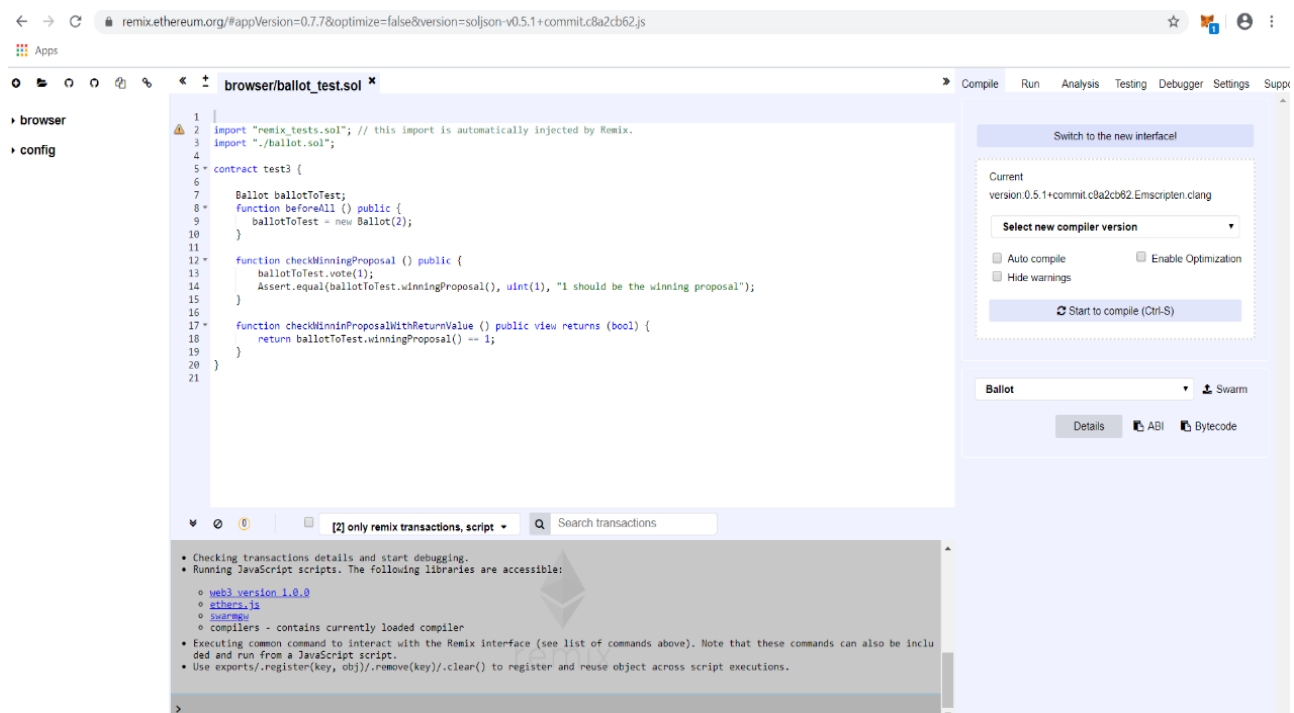 remix.ethereum.org/#appVersion=0.7.7&optimize=false&version=soljson-v0.5.1+commit.c8a2cb62.js
1
Apps
browser/ballot_test.sol
Compile Run Analysis Testing Debugger Settings Suppo
browser
config
1
2 import "remix_tests.sol"; // this import is automatically injected by Remix.
3 import "./ballot.sol";
4
5 contract test3 {
6
7 Ballot ballotToTest;
8 function beforeAll () public {
9 ballotToTest = new Ballot(2);
10 }
11
12 function checkWinningProposal () public {
13 ballotToTest.vote(1);
14 Assert.equal(ballotToTest.winningProposal(), uint(1), "1 should be the winning proposal");
15 }
16
17 function checkWinninProposalWithReturnValue () public view returns (bool) {
18 return ballotToTest.winningProposal() == 1;
19 }
20 }
21
Switch to the new interface!
Current
version:0.5.1+commit.c8a2cb62.Emscripten.clang
Select new compiler version
Auto compile Enable Optimization
Hide warnings
Start to compile (Ctrl-S)
Ballot Swarm
Details ABI Bytecode
0 [2] only remix transactions, script Search transactions
• Checking transactions details and start debugging.
• Running JavaScript scripts. The following libraries are accessible:
web3 version 1.0.0
ethers.js
swarmgw
compilers - contains currently loaded compiler
• Executing common command to interact with the Remix interface (see list of commands above). Note that these commands can also be inclu
ded and run from a JavaScript script.
• Use exports/.register(key, obj)/.remove(key)/.clear() to register and reuse object across script executions.
remix
>